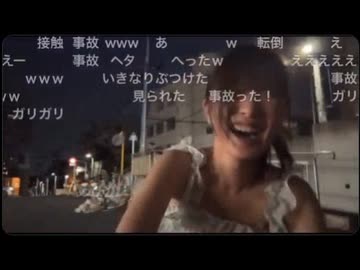 接触 事故 www あ w 転倒 え
えー 事故 ヘタ へったw えええええ
www いきなりぶつけた
w 見られた 事故った! ガリ
ガリガリ